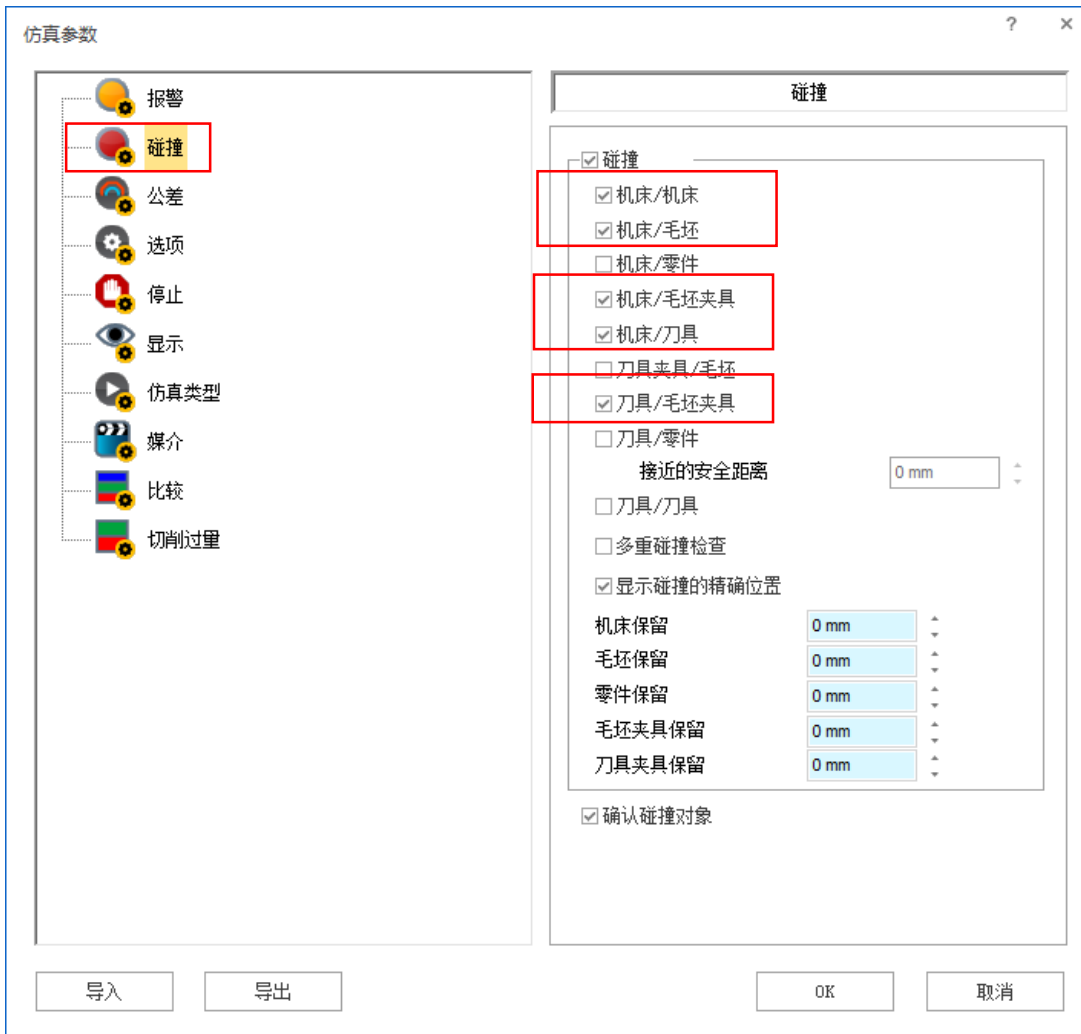 仿真参数
? ×
报警
碰撞
公差
选项
停止
显示
仿真类型
媒介
比较
切削过量
碰撞
碰撞
机床/机床
机床/毛坯
机床/零件
机床/毛坯夹具
机床/刀具
刀具夹具/毛坯
刀具/毛坯夹具
刀具/零件
接近的安全距离 0 mm
刀具/刀具
多重碰撞检查
显示碰撞的精确位置
机床保留 0 mm
毛坯保留 0 mm
零件保留 0 mm
毛坯夹具保留 0 mm
刀具夹具保留 0 mm
确认碰撞对象
导入 导出 OK 取消